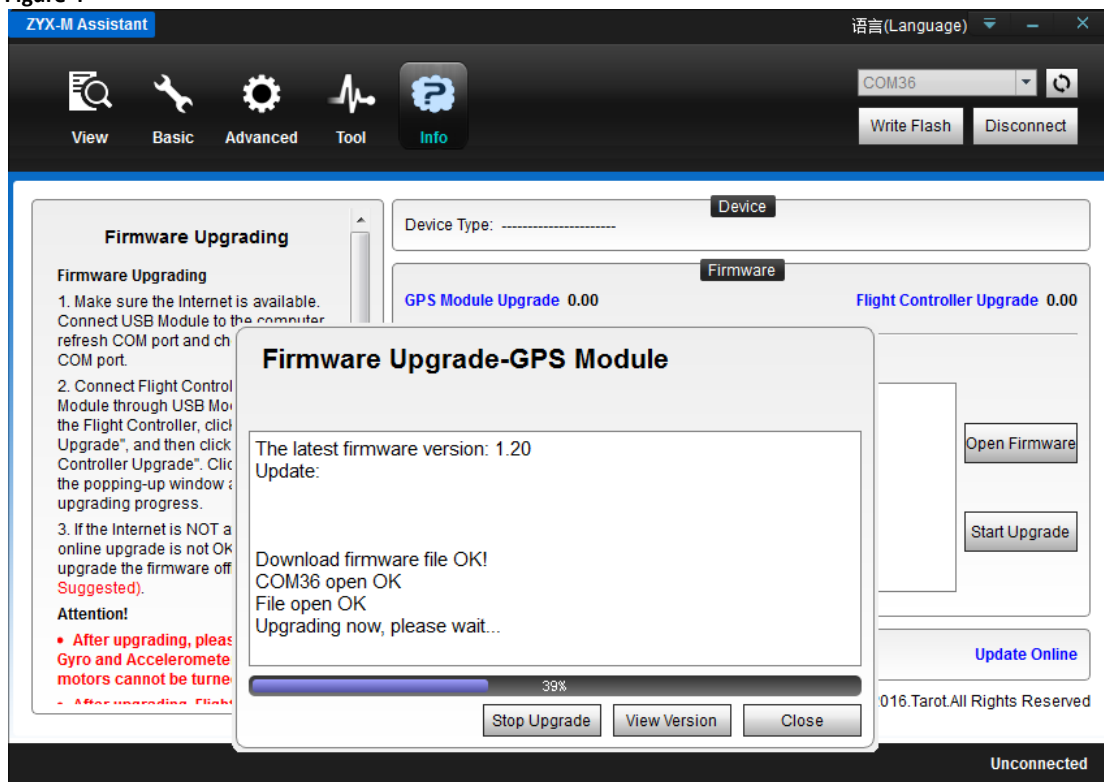 ZYX-M Assistant
语言(Language)
View
Basic
Advanced
Tool
Info
COM36
Write Flash
Disconnect
Firmware Upgrading
Firmware Upgrading
1. Make sure the Internet is available.
Connect USB Module to the computer
refresh COM port and ch
COM port.
2. Connect Flight Control
Module through USB Mo
the Flight Controller, click
Upgrade", and then click
Controller Upgrade". Clic
the popping-up window a
upgrading progress.
3. If the Internet is NOT a
online upgrade is not OK
upgrade the firmware off
Suggested).
Attention!
• After upgrading, pleas
Gyro and Acceleromete
motors cannot be turne
• After upgrading, Fligh
Device
Device Type: ----------------------
Firmware
GPS Module Upgrade 0.00
Flight Controller Upgrade 0.00
Open Firmware
Start Upgrade
Update Online
016.Tarot.All Rights Reserved
Firmware Upgrade-GPS Module
The latest firmware version: 1.20
Update:
Download firmware file OK!
COM36 open OK
File open OK
Upgrading now, please wait...
39%
Stop Upgrade
View Version
Close
Unconnected